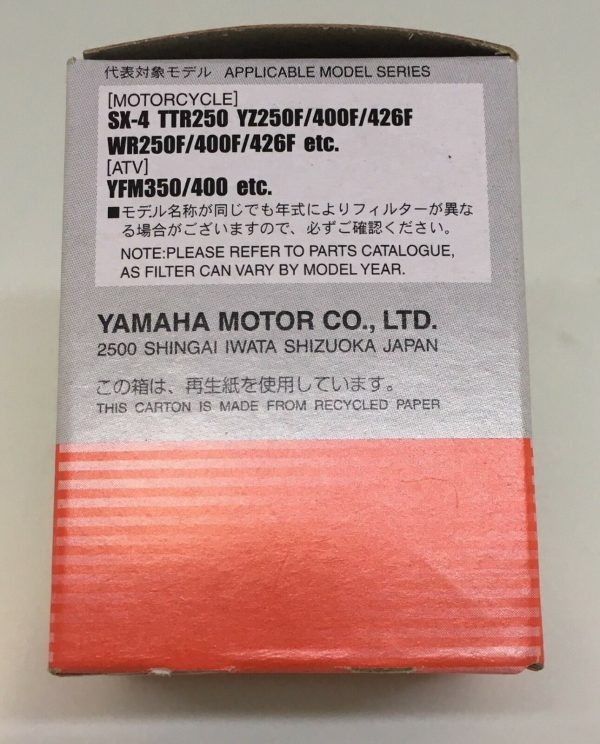 代表対象モデル APPLICABLE MODEL SERIES
[MOTORCYCLE]
SX-4 TTR250 YZ250F/400F/426F
WR250F/400F/426F etc.
[ATV]
YFM350/400 etc.
■モデル名称が同じでも年式によりフィルターが異な
る場合がございますので、必ずご確認ください。
NOTE:PLEASE REFER TO PARTS CATALOGUE,
AS FILTER CAN VARY BY MODEL YEAR.
YAMAHA MOTOR CO., LTD.
2500 SHINGAI IWATA SHIZUOKA JAPAN
この箱は、再生紙を使用しています。
THIS CARTON IS MADE FROM RECYCLED PAPER